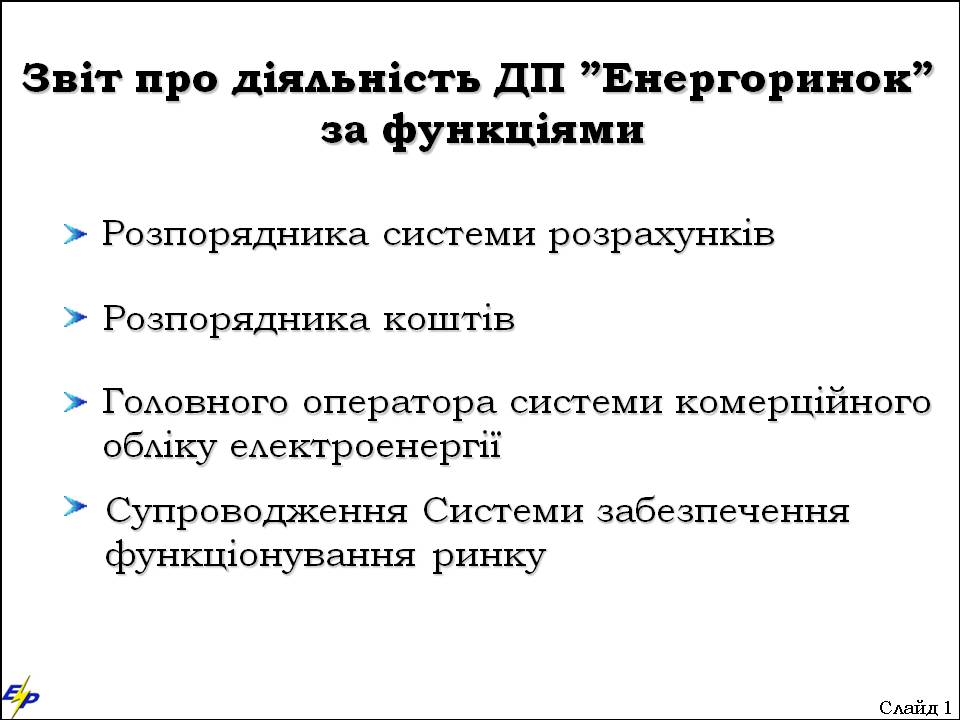 Звіт про діяльність ДП ”Енергоринок”
за функціями
Розпорядника системи розрахунків
Розпорядника коштів
Головного оператора системи комерційного
обліку електроенергії
Супроводження Системи забезпечення
функціонування ринку
ЕР
Слайд 1